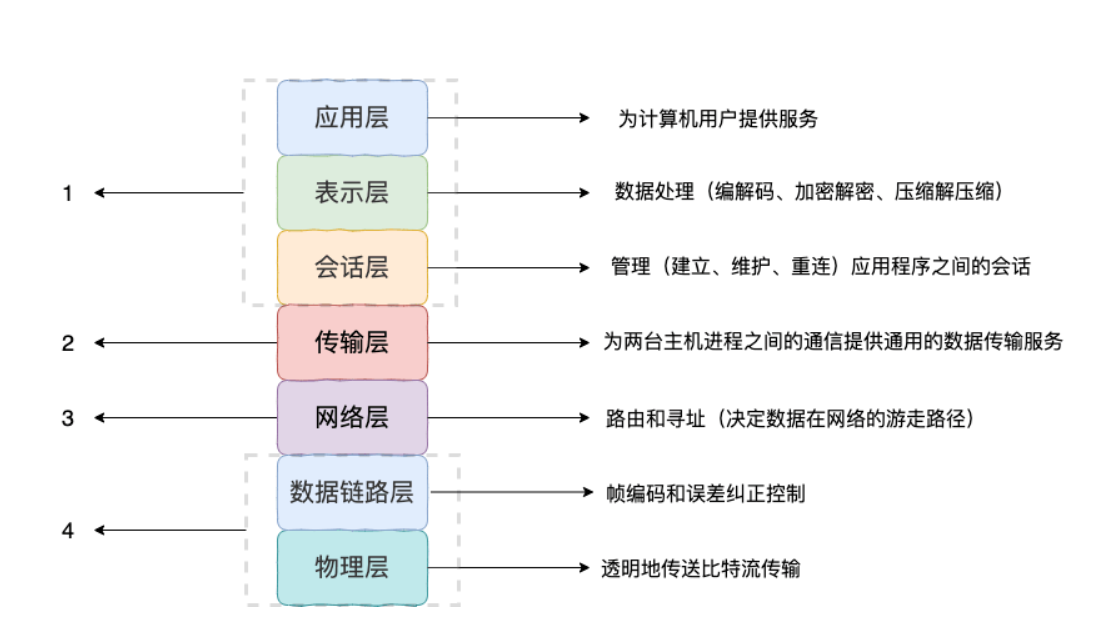 应用层
为计算机用户提供服务
1
表示层
数据处理（编解码、加密解密、压缩解压缩）
会话层
管理（建立、维护、重连）应用程序之间的会话
2
传输层
为两台主机进程之间的通信提供通用的数据传输服务
3
网络层
路由和寻址（决定数据在网络的游走路径）
数据链路层
帧编码和误差纠正控制
4
物理层
透明地传送比特流传输